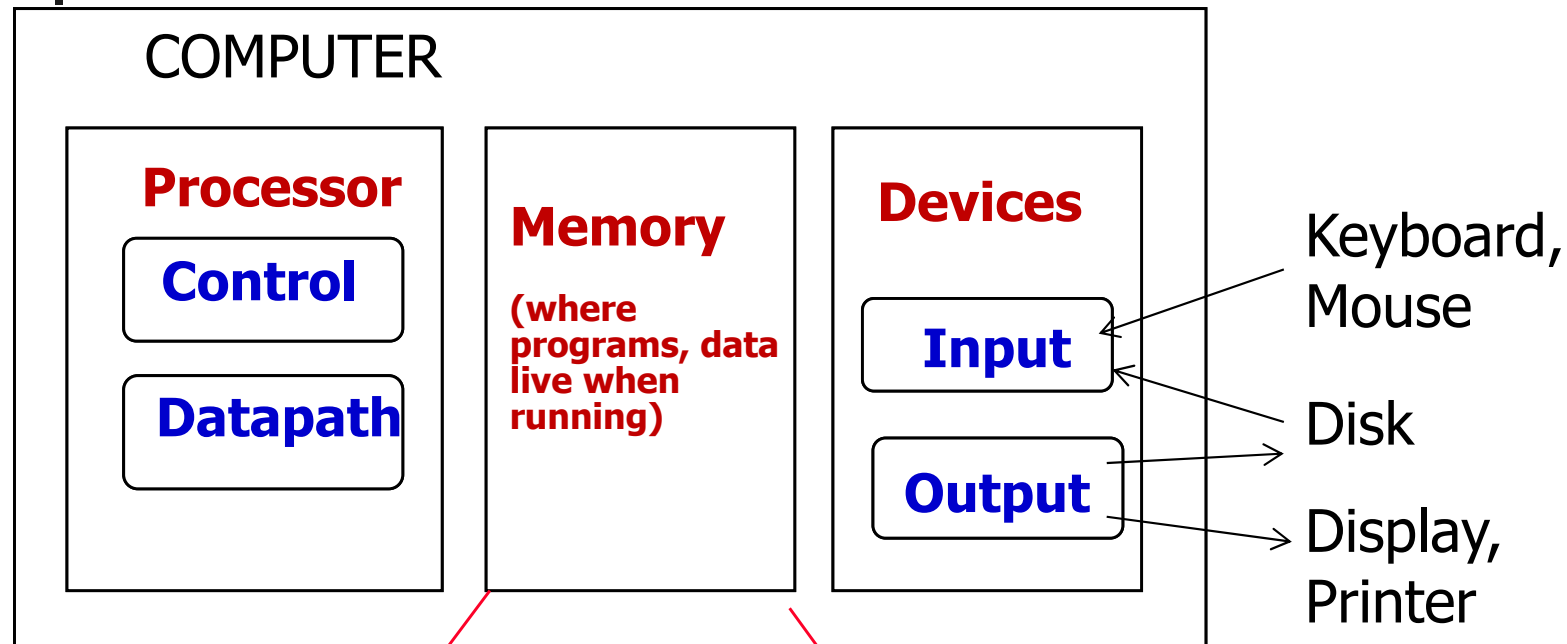 COMPUTER
Processor
Control
Datapath
Memory
(where
programs, data
live when
running)
Devices
Input
Output
Keyboard,
Mouse
Disk
Display,
Printer